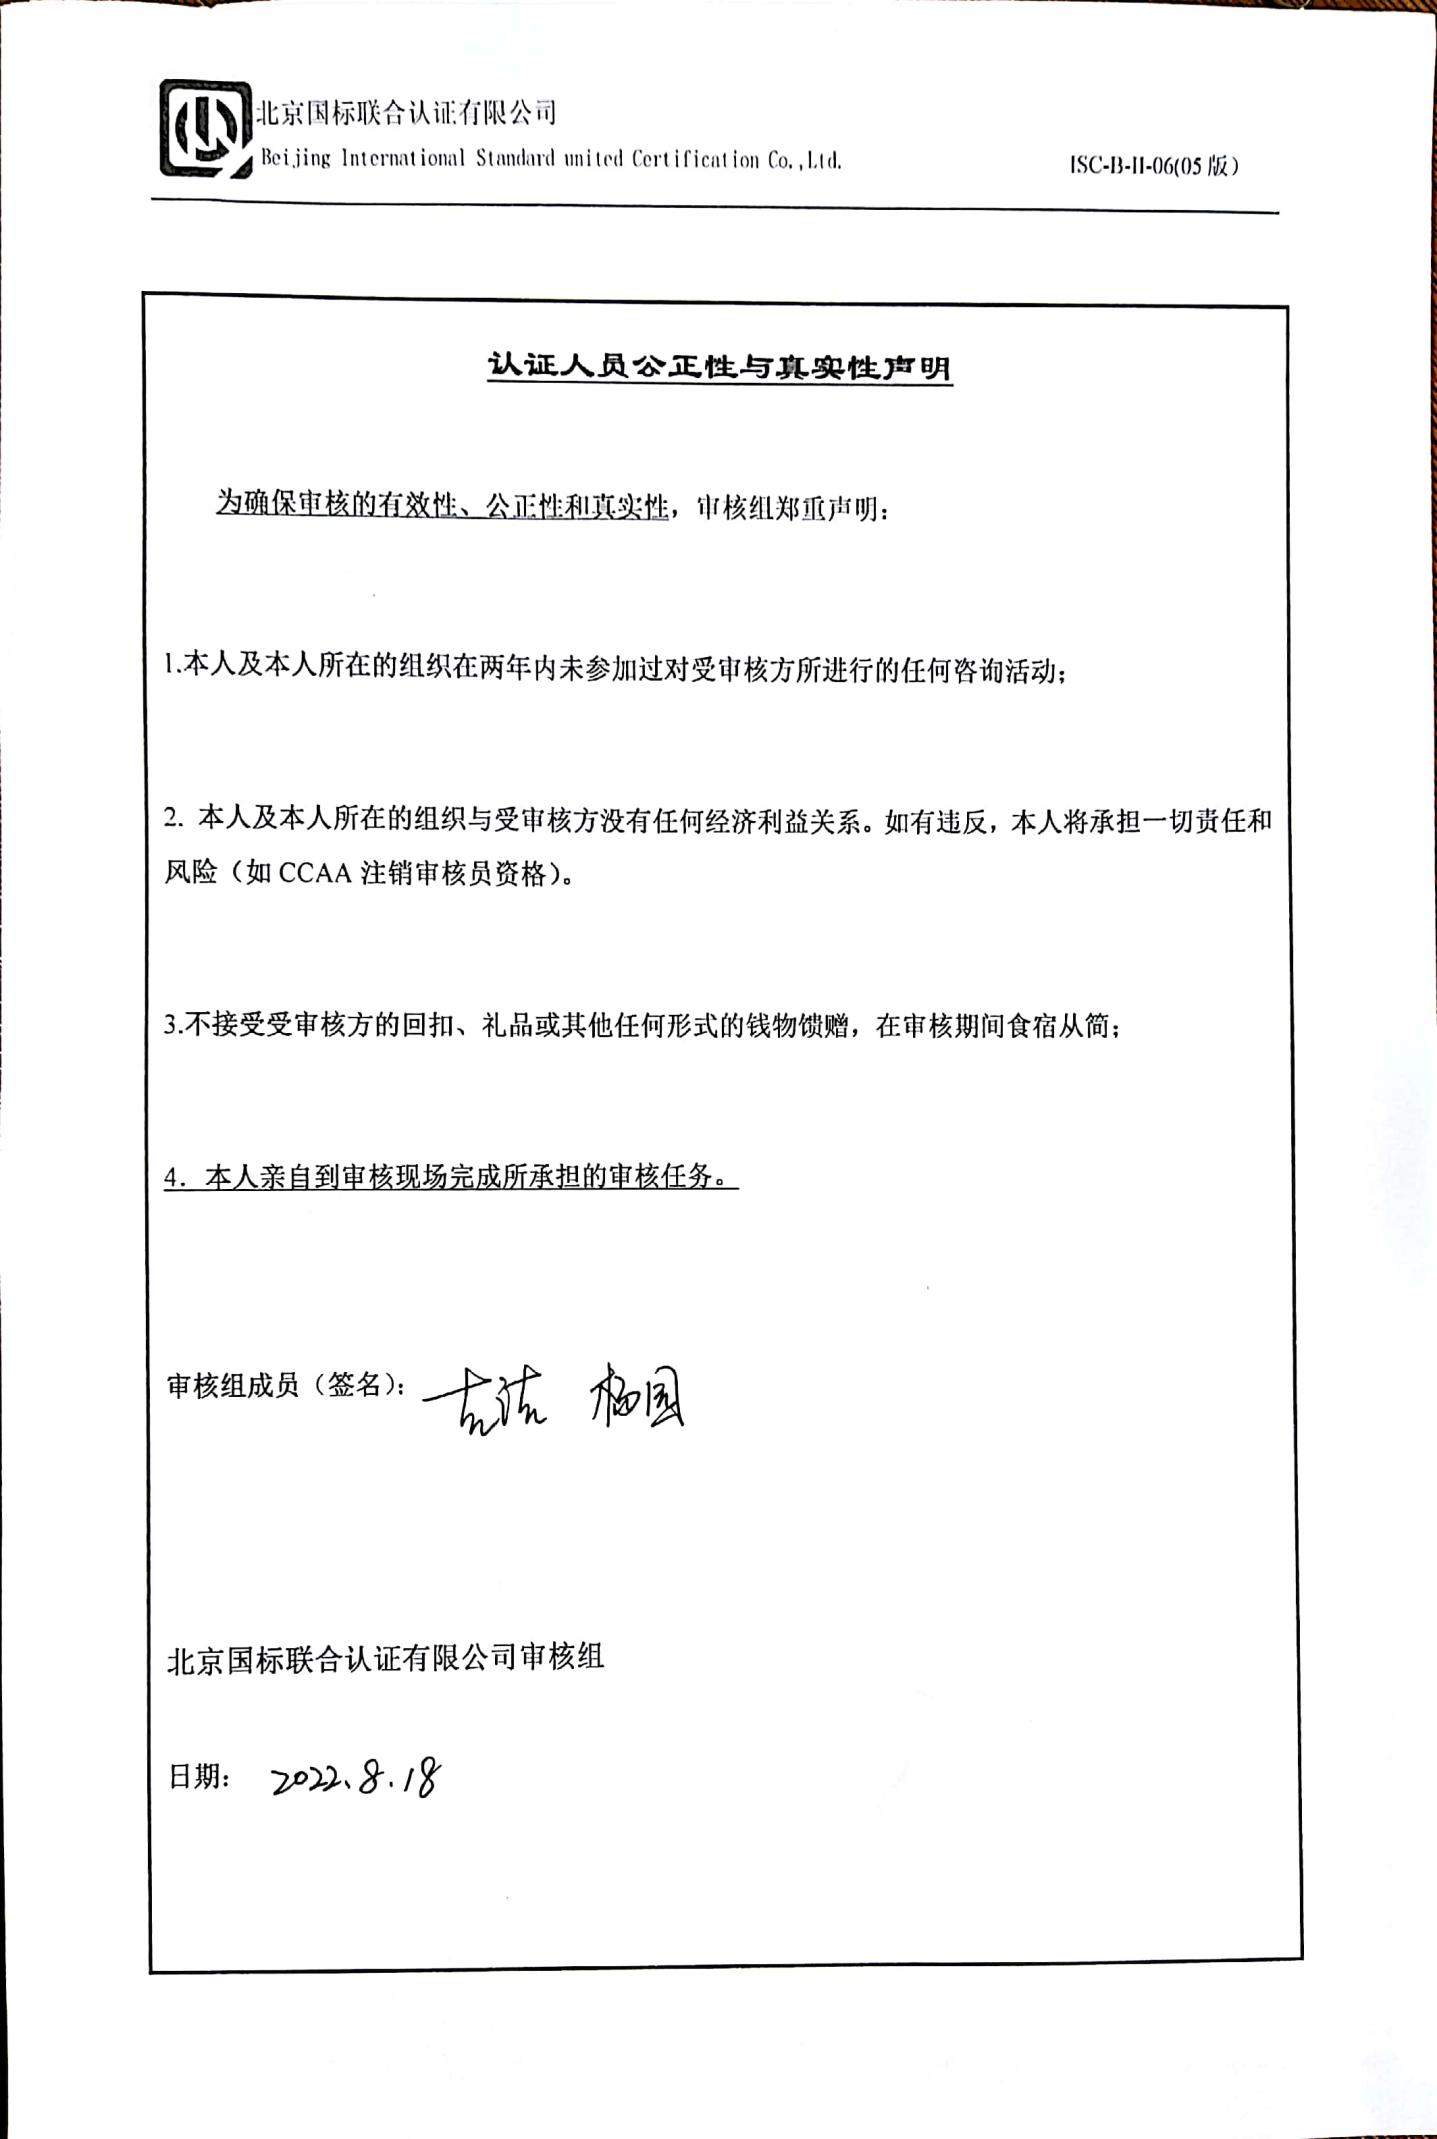 北京国标联合认证有限公司
Beijing International Standard united Certification Co.,Ltd.
ISC-B-II-06(05 版)
认证人员公正性与真实性声明
为确保审核的有效性、公正性和真实性，审核组郑重声明：
1.本人及本人所在的组织在两年内未参加过对受审核方所进行的任何咨询活动；
2. 本人及本人所在的组织与受审核方没有任何经济利益关系。如有违反，本人将承担一切责任和
风险（如 CCAA 注销审核员资格）。
3.不接受受审核方的回扣、礼品或其他任何形式的钱物馈赠，在审核期间食宿从简；
4. 本人亲自到审核现场完成所承担的审核任务。
审核组成员（签名）： 吉洁 杨园
北京国标联合认证有限公司审核组
日期： 2022.8.18